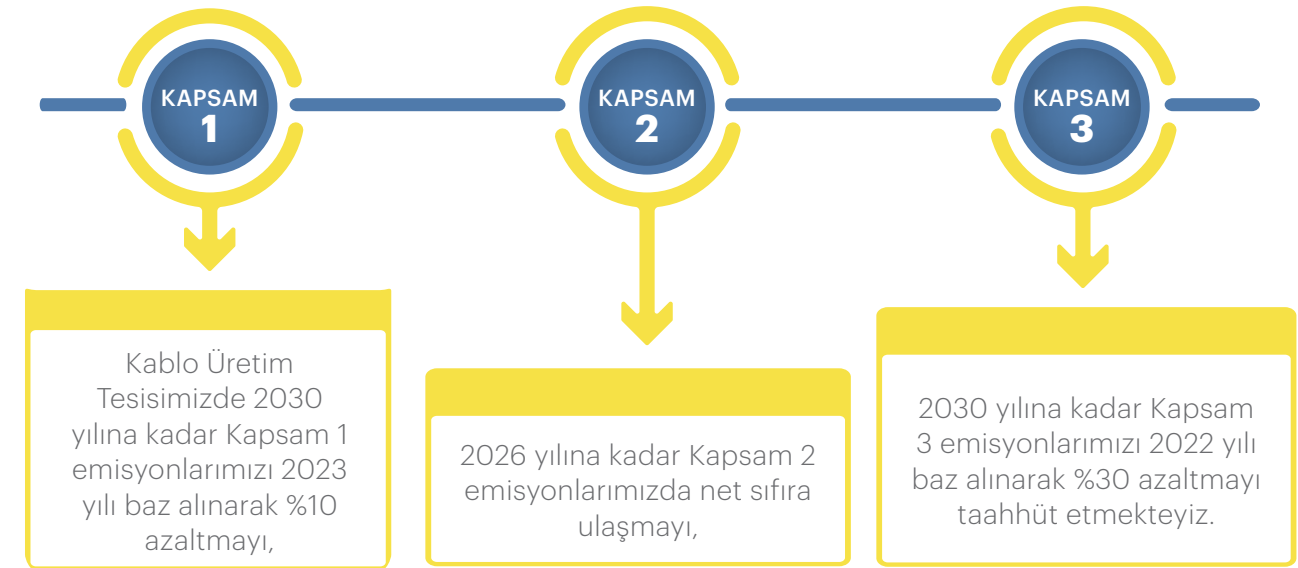 KAPSAM
1
KAPSAM
2
KAPSAM
3
Kablo Üretim
Tesisimizde 2030
yılına kadar Kapsam 1
emisyonlarımızı 2023
yılı baz alınarak %10
azaltmayı,
2026 yılına kadar Kapsam 2
emisyonlarımızda net sıfıra
ulaşmayı,
2030 yılına kadar Kapsam
3 emisyonlarımızı 2022 yılı
baz alınarak %30 azaltmayı
taahhüt etmekteyiz.